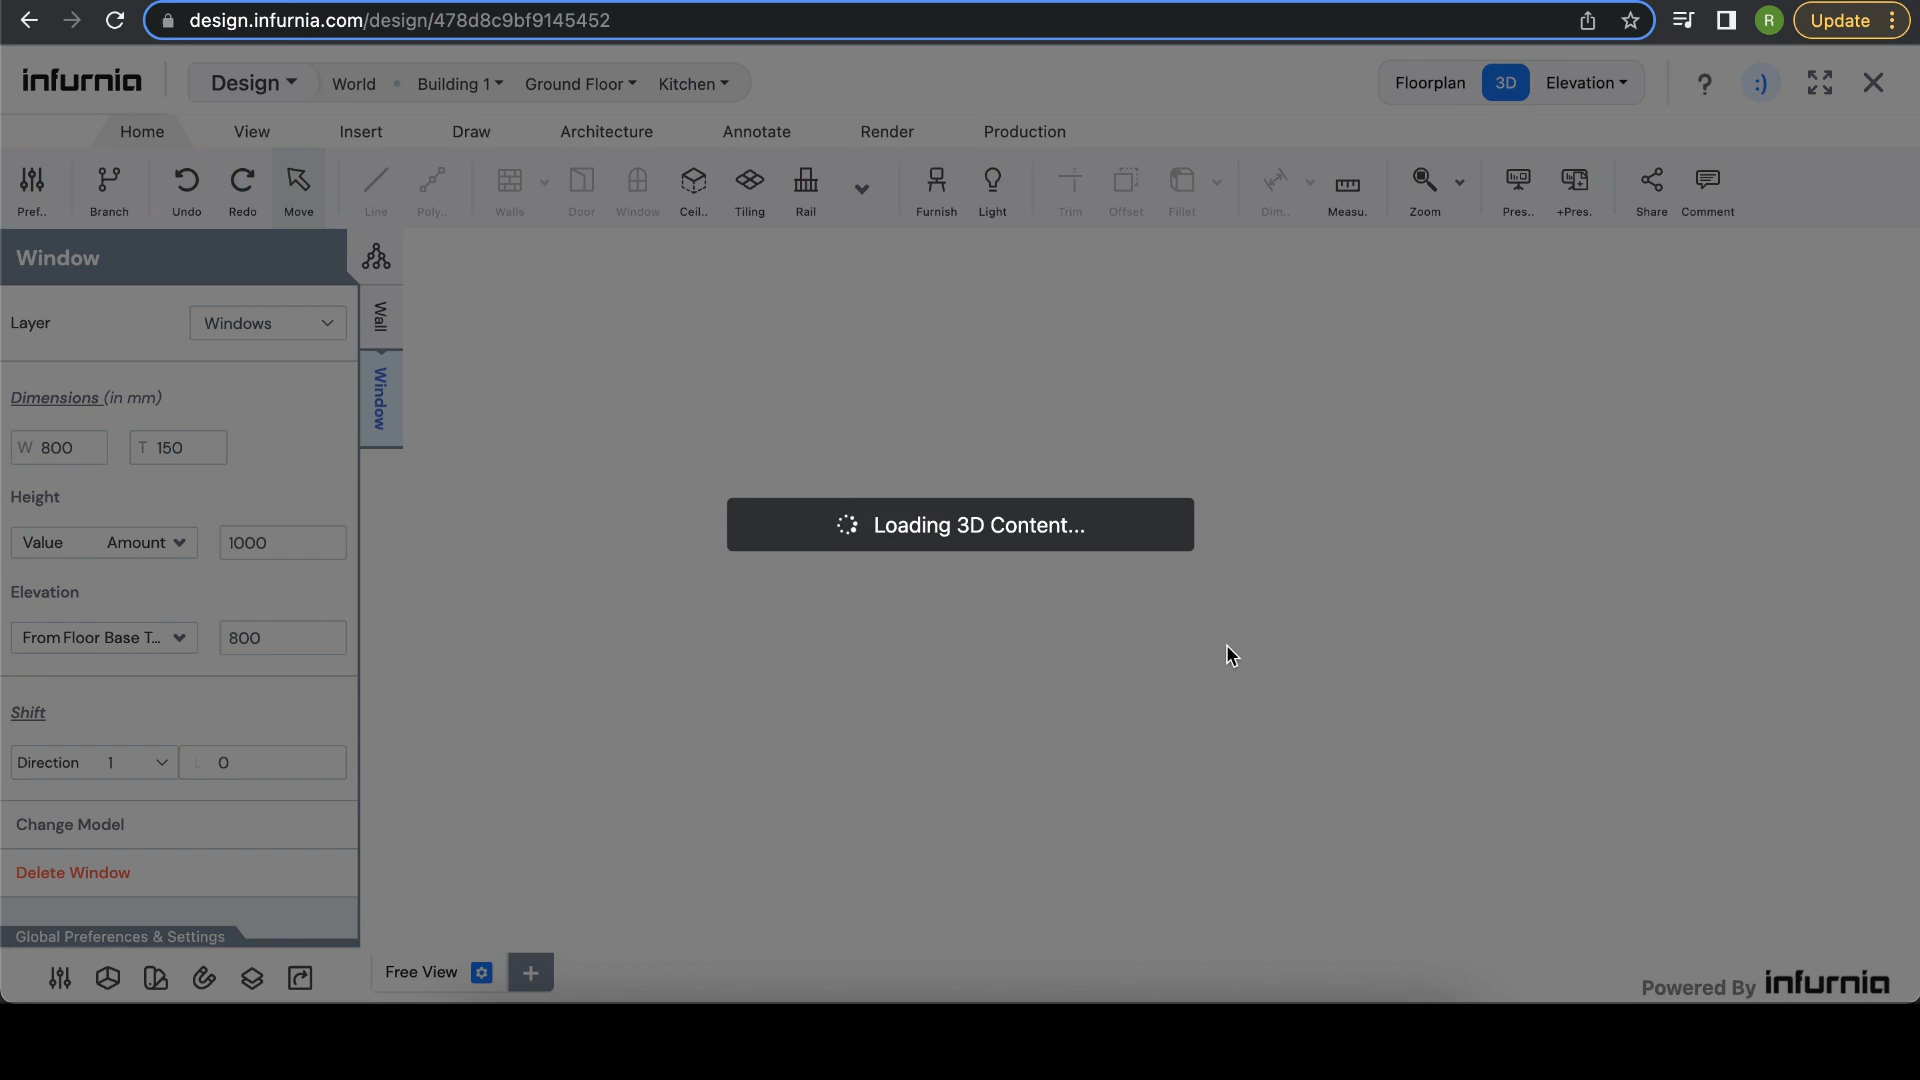 design.infurnia.com/design/478d8c9bf9145452
R
Update
infurnia
Design
World
Building 1
Ground Floor
Kitchen
Floorplan
3D
Elevation
?
:)
Home
View
Insert
Draw
Architecture
Annotate
Render
Production
Pref..
Branch
Undo
Redo
Move
Line
Poly..
Walls
Door
Window
Ceil..
Tiling
Rail
Furnish
Light
Trim
Offset
Fillet
Dim..
Measu.
Zoom
Pres..
+Pres.
Share
Comment
Window
Wall
Window
Layer
Windows
Dimensions (in mm)
W 800
T 150
Height
Value Amount
1000
Elevation
From Floor Base T...
800
Shift
Direction 1
L 0
Change Model
Delete Window
Global Preferences & Settings
Loading 3D Content...
Free View
+
Powered By infurnia